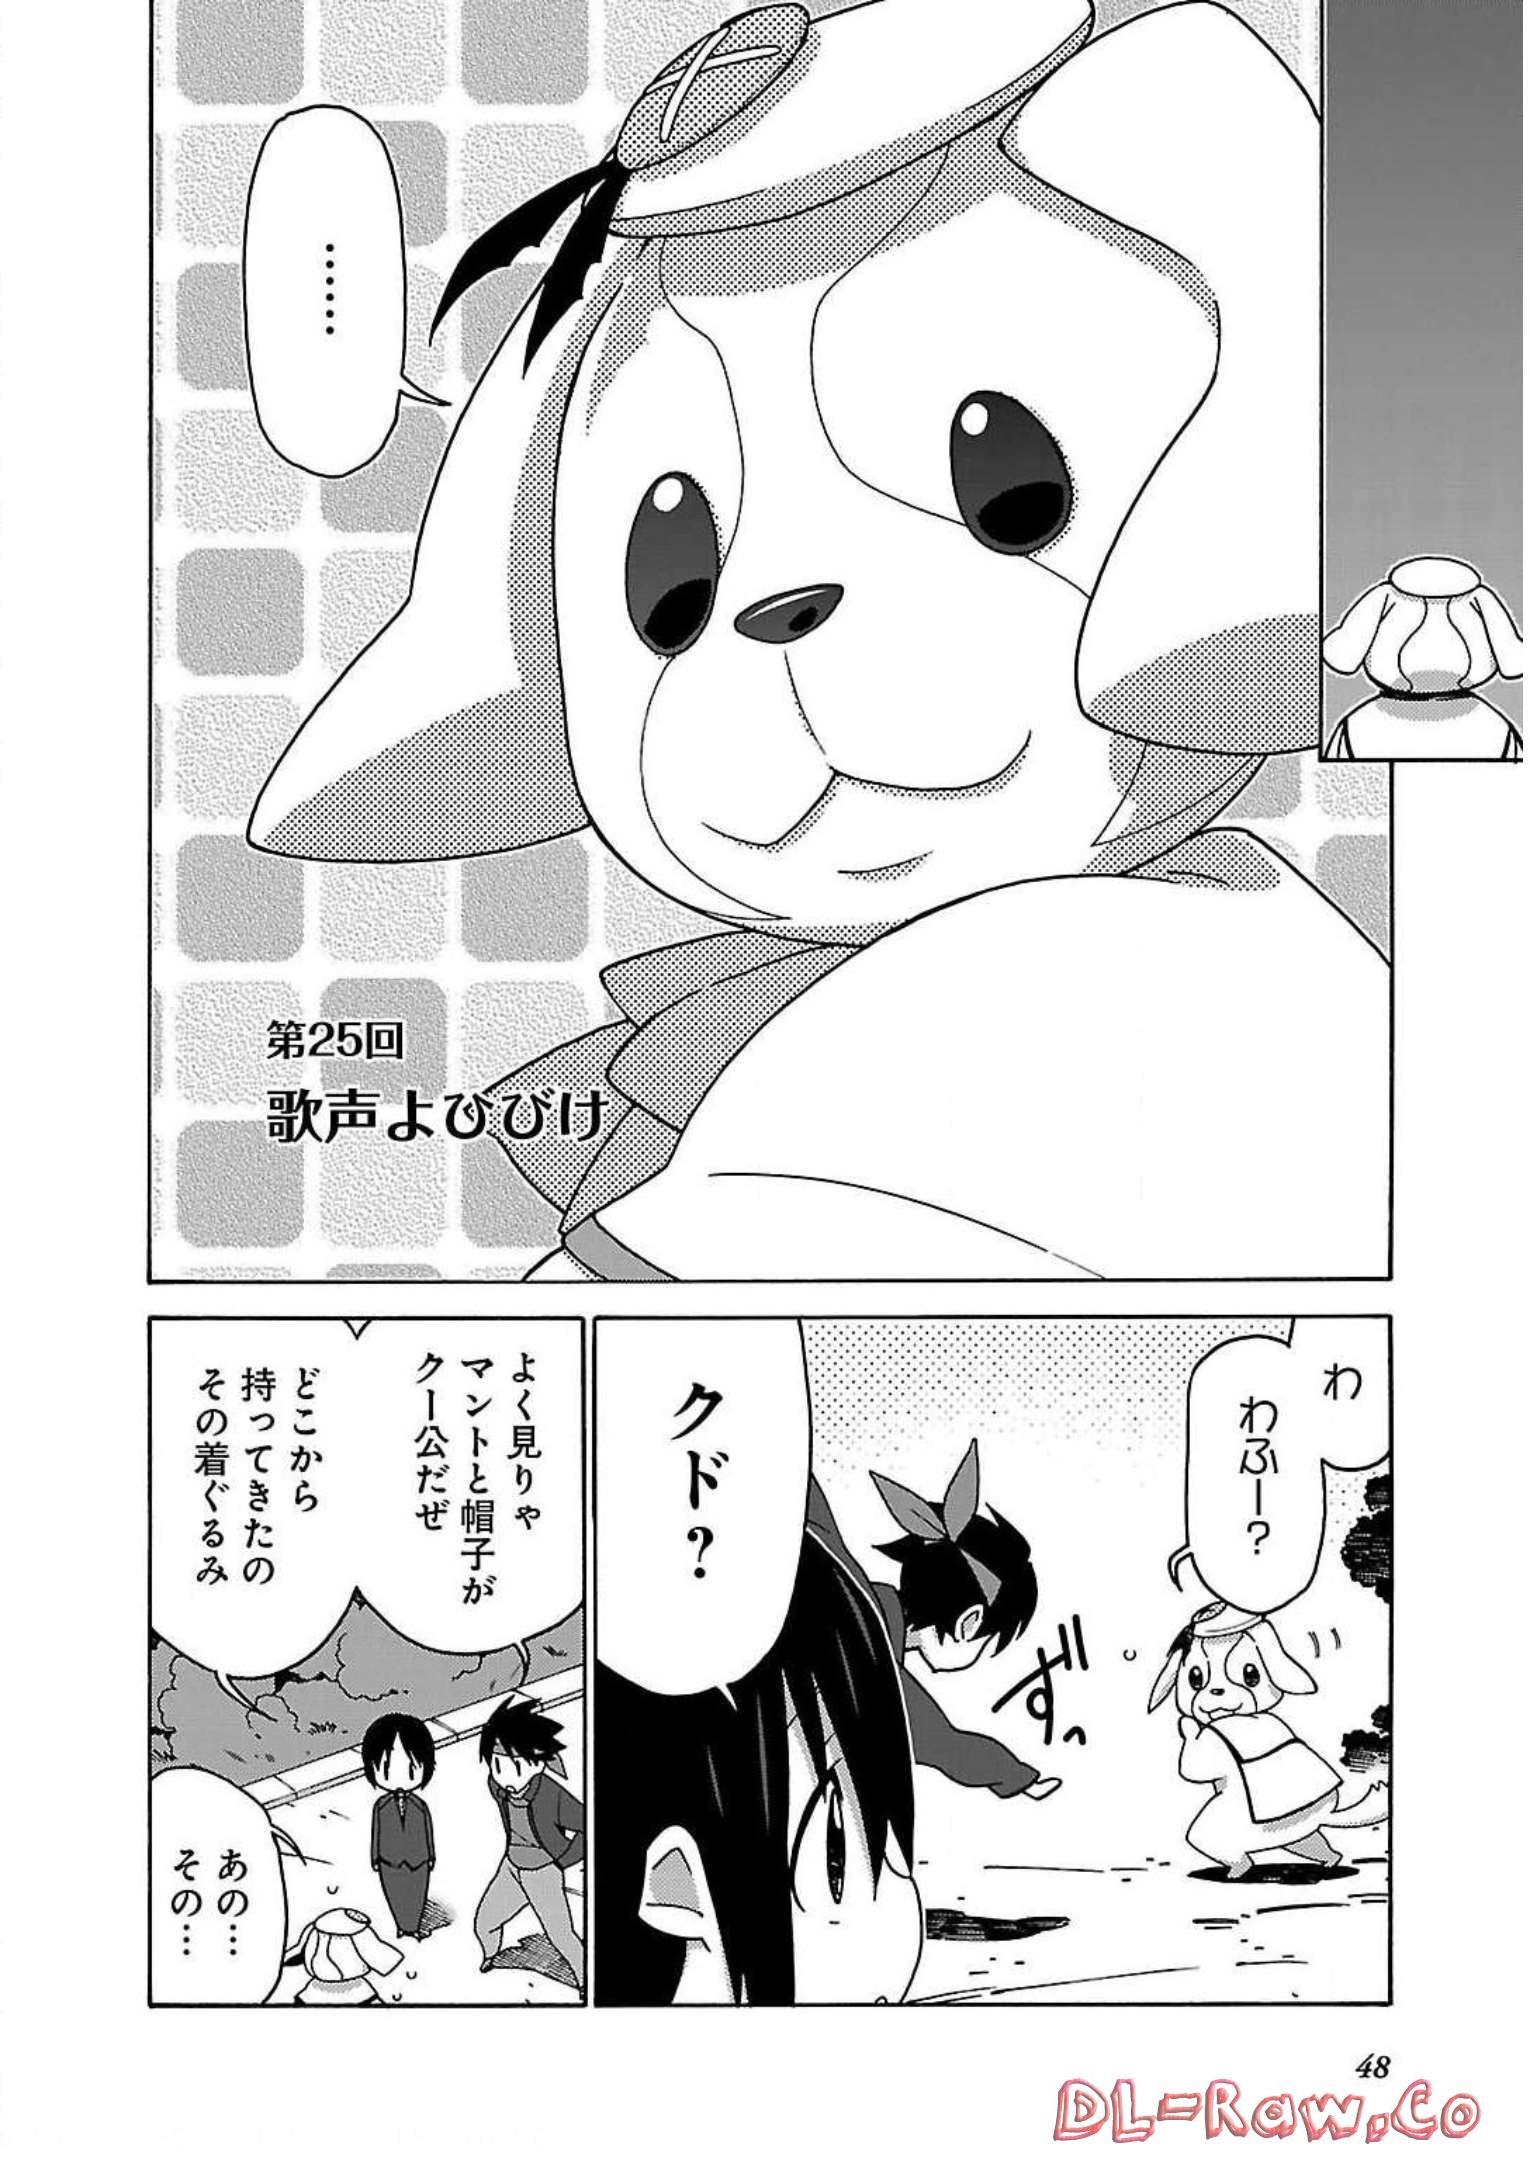 ………
第25回
歌声よひびけ
わ
わふー？
ずずっ
クド？
よく見りゃ
マントと帽子が
クー公だぜ
どこから
持ってきたの
その着ぐるみ
あの…
その…
48
DL-Raw.Co